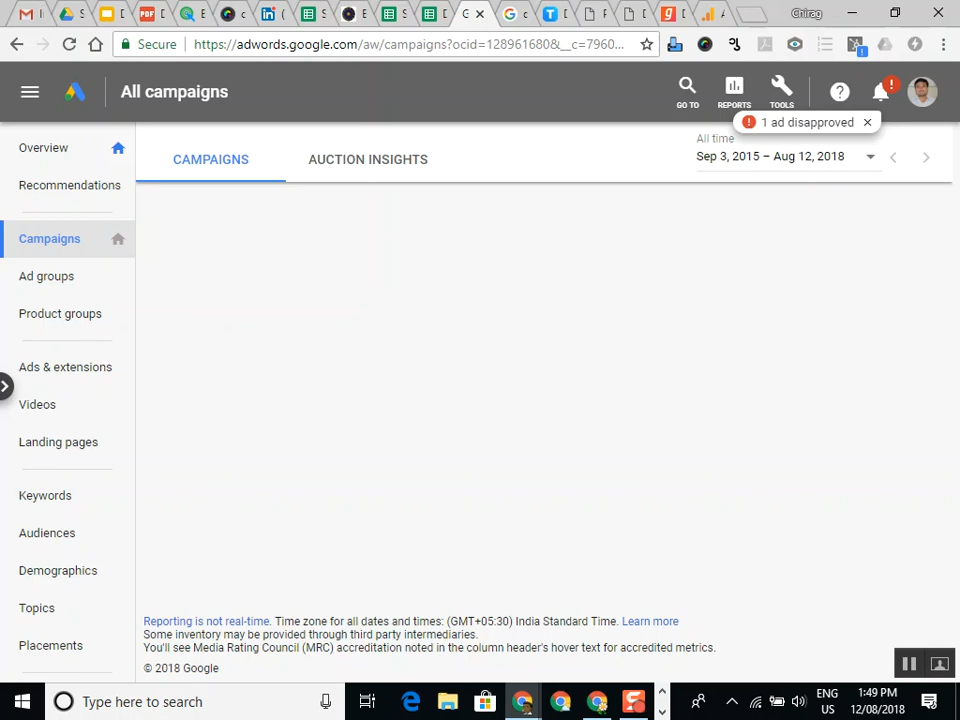 Chirag
Secure
https://adwords.google.com/aw/campaigns?ocid=128961680&__c=7960...
All campaigns
GO TO
REPORTS
TOOLS
1 ad disapproved
Overview
Recommendations
Campaigns
Ad groups
Product groups
Ads & extensions
Videos
Landing pages
Keywords
Audiences
Demographics
Topics
Placements
CAMPAIGNS
AUCTION INSIGHTS
All time
Sep 3, 2015 – Aug 12, 2018
Reporting is not real-time. Time zone for all dates and times: (GMT+05:30) India Standard Time. Learn more
Some inventory may be provided through third party intermediaries.
You'll see Media Rating Council (MRC) accreditation noted in the column header's hover text for accredited metrics.
© 2018 Google
Type here to search
ENG
US
1:49 PM
12/08/2018